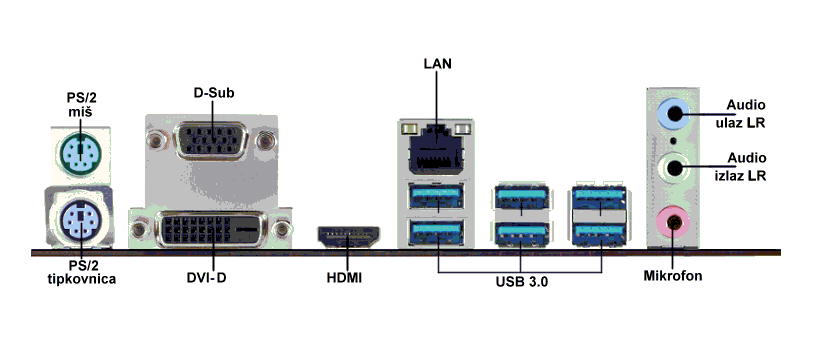 LAN
PS/2
miš
D-Sub
Audio
ulaz LR
Audio
izlaz LR
PS/2
tipkovnica
DVI-D
HDMI
USB 3.0
Mikrofon